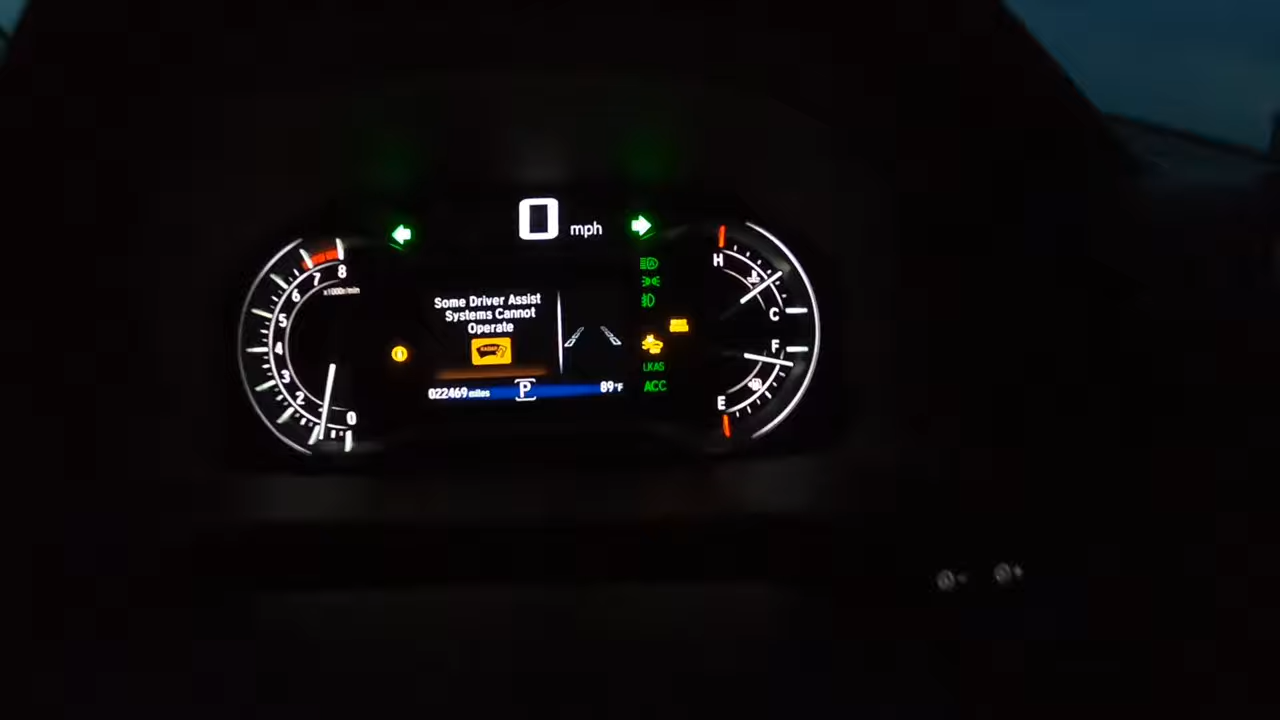 0 mph
8
7
6
5
4
3
2
0
x1000r/min
Some Driver Assist
Systems Cannot
Operate
RADAR
022469 miles
P
89°F
A
LKAS
ACC
H
C
F
E